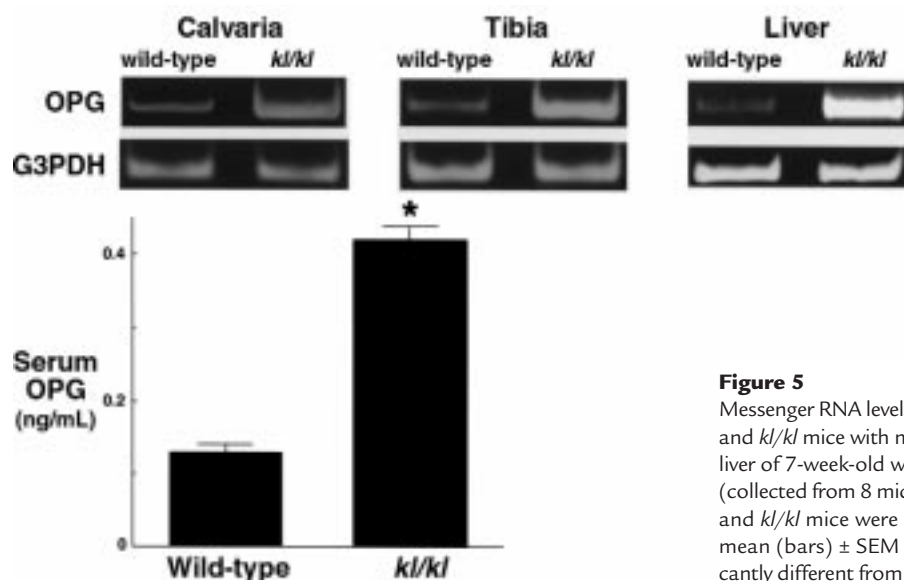 Calvaria Tibia Liver
wild-type kl/kl wild-type kl/kl wild-type kl/kl
OPG
G3PDH
*
0.4
Serum
OPG
(ng/mL)
0.2
0
Wild-type kl/kl
Figure 5
Messenger RNA level
and kl/kl mice with n
liver of 7-week-old w
(collected from 8 mic
and kl/kl mice were
mean (bars) ± SEM
cantly different from